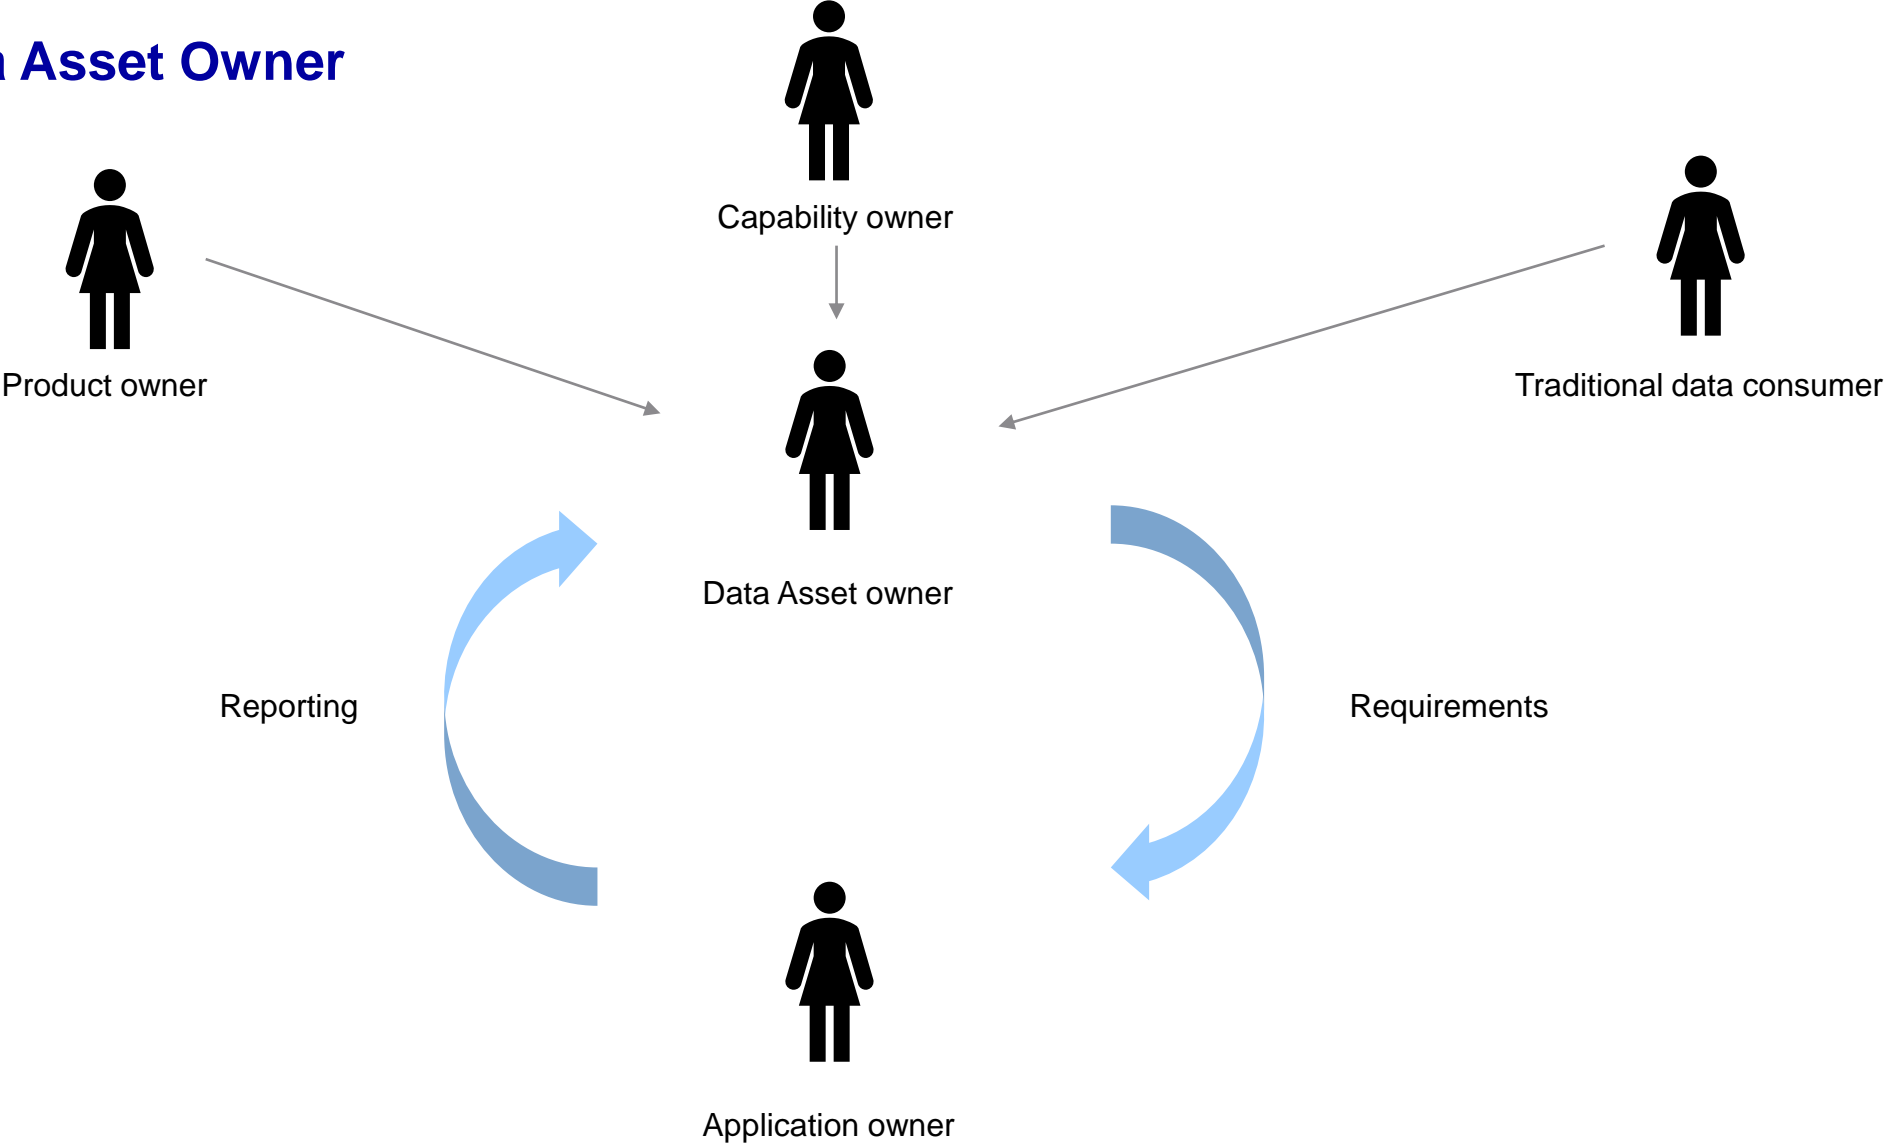 a Asset Owner
Capability owner
Product owner
Traditional data consumer
Data Asset owner
Reporting
Requirements
Application owner